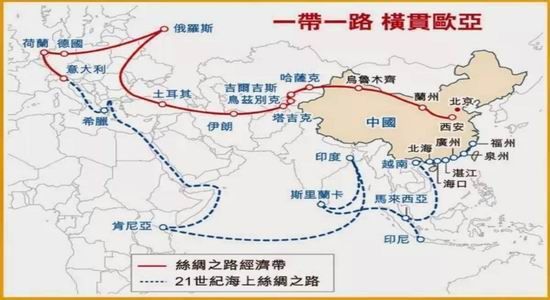 一帶一路 橫貫歐亞
俄羅斯
荷蘭
德國
意大利
希臘
土耳其
伊朗
吉爾吉斯
烏茲別克
塔吉克
哈薩克
烏魯木齊
蘭州
北京
西安
中國
福州
泉州
廣州
北海
湛江
海口
越南
印度
斯里蘭卡
馬來西亞
印尼
肯尼亞
絲綢之路經濟帶
21世紀海上絲綢之路